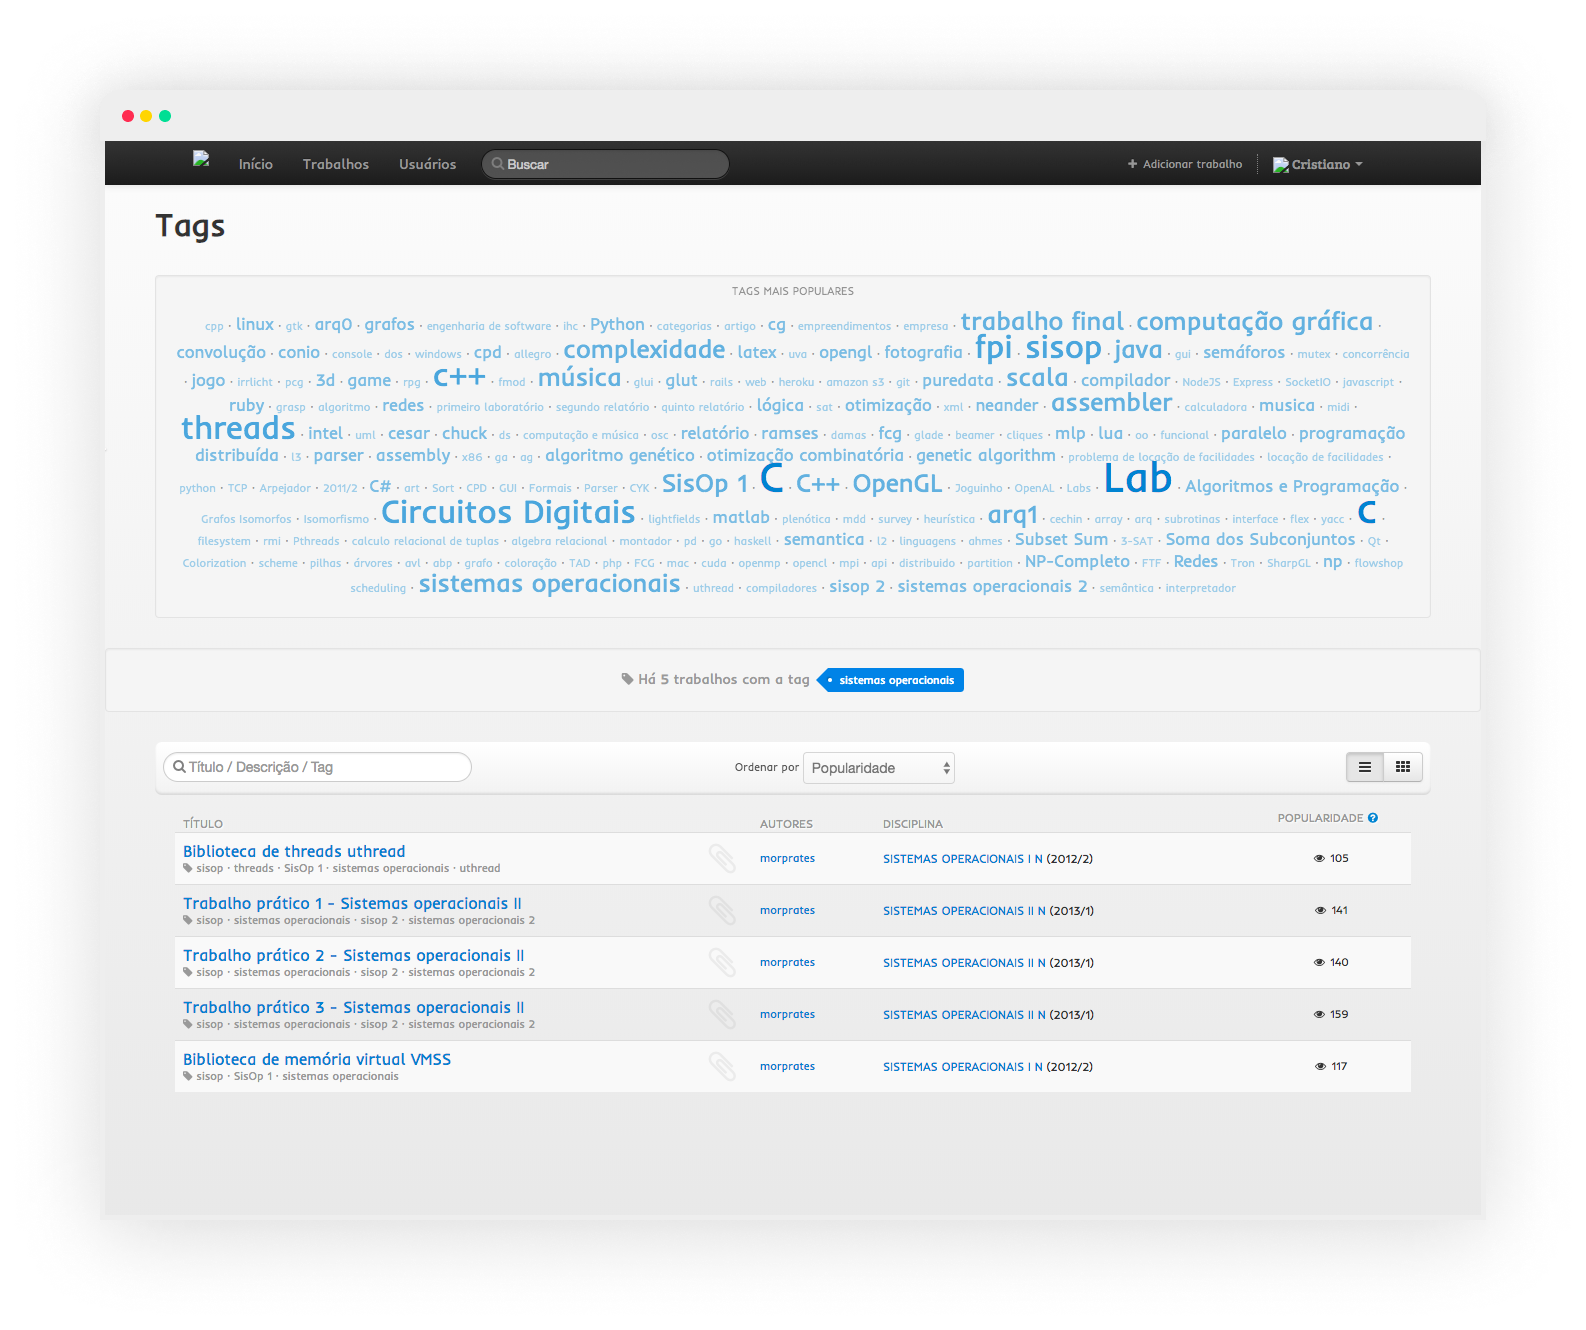 Início Trabalhos Usuários Buscar + Adicionar trabalho Cristiano
Tags
TAGS MAIS POPULARES
cpp · linux · gtk · arq0 · grafos · engenharia de software · ihc · Python · categorias · artigo · cg · empreendimentos · empresa · trabalho final · computação gráfica ·
convolução · conio · console · dos · windows · cpd · allegro · complexidade · latex · uva · opengl · fotografia · fpi · sisop · java · gui · semáforos · mutex · concorrência
· jogo · irrlicht · pcg · 3d · game · rpg · c++ · fmod · música · glui · glut · rails · web · heroku · amazon s3 · git · puredata · scala · compilador · NodeJS · Express · SocketIO · javascript ·
ruby · grasp · algoritmo · redes · primeiro laboratório · segundo relatório · quinto relatório · lógica · sat · otimização · xml · neander · assembler · calculadora · musica · midi ·
threads · intel · uml · cesar · chuck · ds · computação e música · osc · relatório · ramses · damas · fcg · glade · beamer · cliques · mlp · lua · oo · funcional · paralelo · programação
distribuída · l3 · parser · assembly · x86 · ga · ag · algoritmo genético · otimização combinatória · genetic algorithm · problema de locação de facilidades · locação de facilidades ·
python · TCP · Arpejador · 2011/2 · C# · art · Sort · CPD · GUI · Formais · Parser · CYK · SisOp 1 · C · C++ · OpenGL · Joguinho · OpenAL · Labs · Lab · Algoritmos e Programação ·
Grafos Isomorfos · Isomorfismo · Circuitos Digitais · lightfields · matlab · plenótica · mdd · survey · heurística · arq1 · cechin · array · arq · subrotinas · interface · flex · yacc · c ·
filesystem · rmi · Pthreads · calculo relacional de tuplas · algebra relacional · montador · pd · go · haskell · semantica · l2 · linguagens · ahmes · Subset Sum · 3-SAT · Soma dos Subconjuntos · Qt ·
Colorization · scheme · pilhas · árvores · avl · abp · grafo · coloração · TAD · php · FCG · mac · cuda · openmp · opencl · mpi · api · distribuido · partition · NP-Completo · FTF · Redes · Tron · SharpGL · np · flowshop
scheduling · sistemas operacionais · uthread · compiladores · sisop 2 · sistemas operacionais 2 · semântica · interpretador
Há 5 trabalhos com a tag sistemas operacionais
Título / Descrição / Tag Ordenar por Popularidade
TÍTULO AUTORES DISCIPLINA POPULARIDADE ?
Biblioteca de threads uthread morprates SISTEMAS OPERACIONAIS I N (2012/2) 105
sisop · threads · SisOp 1 · sistemas operacionais · uthread
Trabalho prático 1 - Sistemas operacionais II morprates SISTEMAS OPERACIONAIS II N (2013/1) 141
sisop · sistemas operacionais · sisop 2 · sistemas operacionais 2
Trabalho prático 2 - Sistemas operacionais II morprates SISTEMAS OPERACIONAIS II N (2013/1) 140
sisop · sistemas operacionais · sisop 2 · sistemas operacionais 2
Trabalho prático 3 - Sistemas operacionais II morprates SISTEMAS OPERACIONAIS II N (2013/1) 159
sisop · sistemas operacionais · sisop 2 · sistemas operacionais 2
Biblioteca de memória virtual VMSS morprates SISTEMAS OPERACIONAIS I N (2012/2) 117
sisop · SisOp 1 · sistemas operacionais